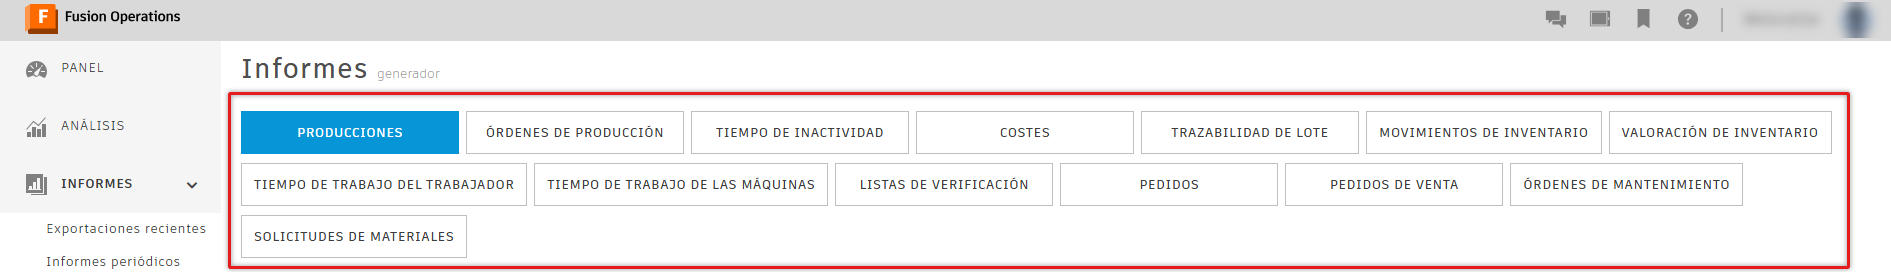 F Fusion Operations
PANEL
ANÁLISIS
INFORMES
Exportaciones recientes
Informes periódicos
Informes generador
PRODUCCIONES ÓRDENES DE PRODUCCIÓN TIEMPO DE INACTIVIDAD COSTES TRAZABILIDAD DE LOTE MOVIMIENTOS DE INVENTARIO VALORACIÓN DE INVENTARIO
TIEMPO DE TRABAJO DEL TRABAJADOR TIEMPO DE TRABAJO DE LAS MÁQUINAS LISTAS DE VERIFICACIÓN PEDIDOS PEDIDOS DE VENTA ÓRDENES DE MANTENIMIENTO
SOLICITUDES DE MATERIALES